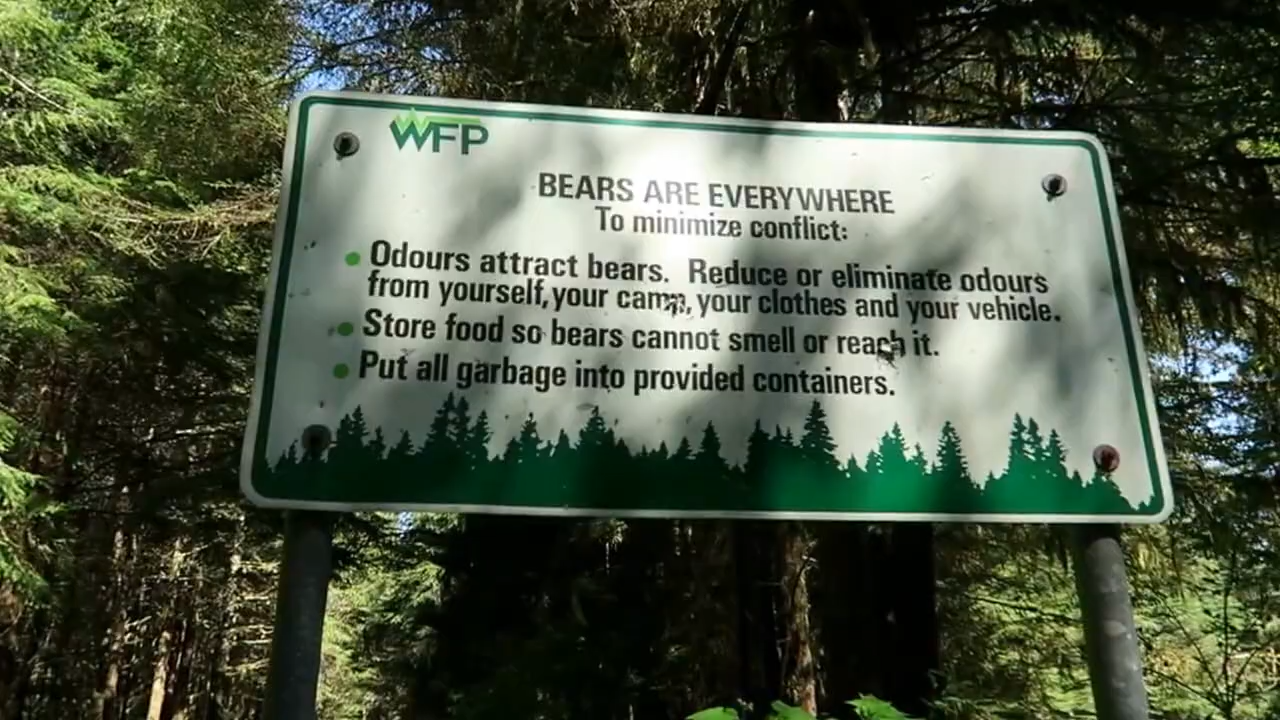 WFP
BEARS ARE EVERYWHERE
To minimize conflict:
• Odours attract bears. Reduce or eliminate odours
from yourself, your camp, your clothes and your vehicle.
• Store food so bears cannot smell or reach it.
• Put all garbage into provided containers.